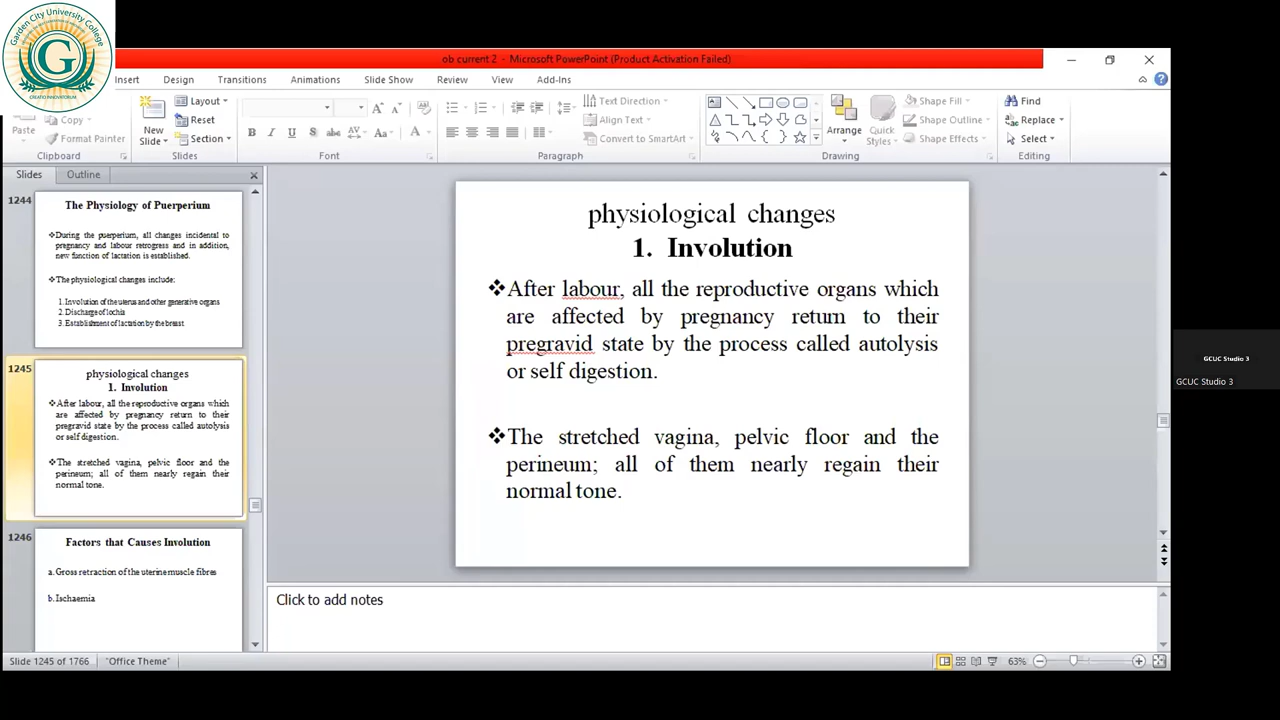 Garden City University College
G
CREATES INNOVATORIUM
ob current 2 - Microsoft PowerPoint (Product Activation Failed)
Insert Design Transitions Animations Slide Show Review View Add-Ins
Copy
Format Painter
Paste
Clipboard
New
Slide
Layout
Reset
Section
Slides
B I U S abc AV Aa A
Font
Text Direction
Align Text
Convert to SmartArt
Paragraph
Arrange
Quick
Styles
Shape Fill
Shape Outline
Shape Effects
Drawing
Find
Replace
Select
Editing
Slides Outline
1244
The Physiology of Puerperium
During the puerperium, all changes incidental to
pregnancy and labour retrogress and in addition,
new function of lactation is established.
The physiological changes include:
1. Involution of the uterus and other generative organs
2. Discharge of lochia
3. Establishment of lactation by the breast
1245
physiological changes
1. Involution
After labour, all the reproductive organs which
are affected by pregnancy return to their
pregravid state by the process called autolysis
or self digestion.
The stretched vagina, pelvic floor and the
perineum; all of them nearly regain their
normal tone.
1246
Factors that Causes Involution
a. Gross retraction of the uterine muscle fibres
b. Ischaemia
physiological changes
1. Involution
❖After labour, all the reproductive organs which
are affected by pregnancy return to their
pregravid state by the process called autolysis
or self digestion.
❖The stretched vagina, pelvic floor and the
perineum; all of them nearly regain their
normal tone.
Click to add notes
GCUC Studio 3
GCUC Studio 3
Slide 1245 of 1766 "Office Theme" 63%